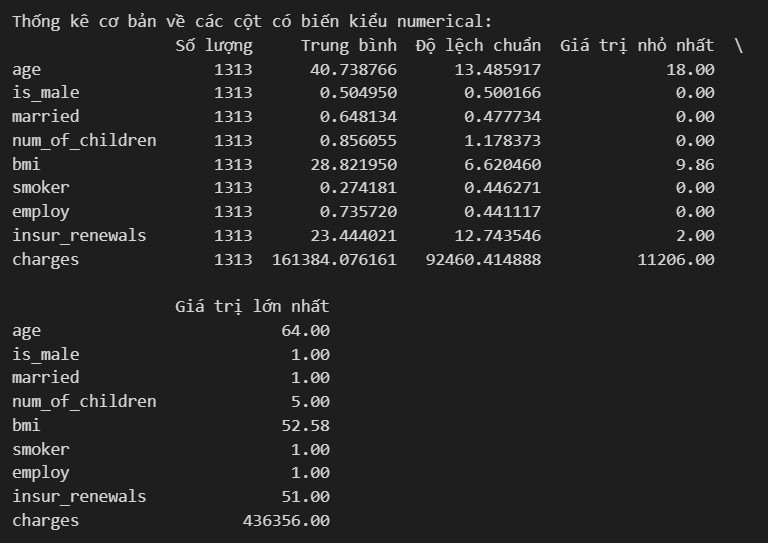 Thống kê cơ bản về các cột có biến kiểu numerical:
Số lượng Trung bình Độ lệch chuẩn Giá trị nhỏ nhất \
age 1313 40.738766 13.485917 18.00
is_male 1313 0.504950 0.500166 0.00
married 1313 0.648134 0.477734 0.00
num_of_children 1313 0.856055 1.178373 0.00
bmi 1313 28.821950 6.620460 9.86
smoker 1313 0.274181 0.446271 0.00
employ 1313 0.735720 0.441117 0.00
insur_renewals 1313 23.444021 12.743546 2.00
charges 1313 161384.076161 92460.414888 11206.00
Giá trị lớn nhất
age 64.00
is_male 1.00
married 1.00
num_of_children 5.00
bmi 52.58
smoker 1.00
employ 1.00
insur_renewals 51.00
charges 436356.00